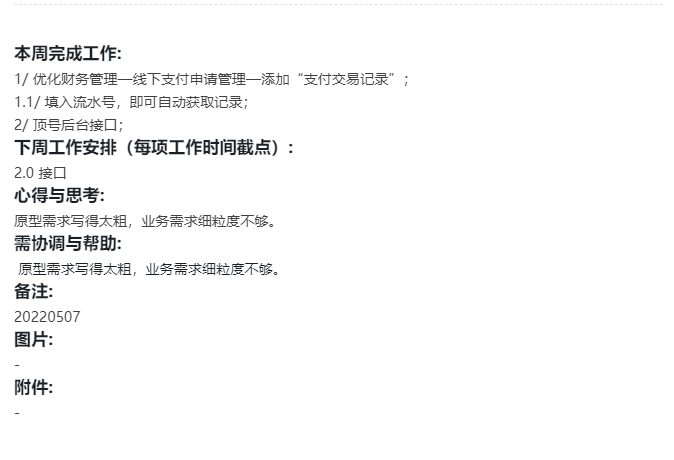 本周完成工作:
1/ 优化财务管理—线下支付申请管理—添加“支付交易记录”；
1.1/ 填入流水号，即可自动获取记录；
2/ 顶号后台接口；
下周工作安排（每项工作时间截点）:
2.0 接口
心得与思考:
原型需求写得太粗，业务需求细粒度不够。
需协调与帮助:
原型需求写得太粗，业务需求细粒度不够。
备注:
20220507
图片:
-
附件:
-